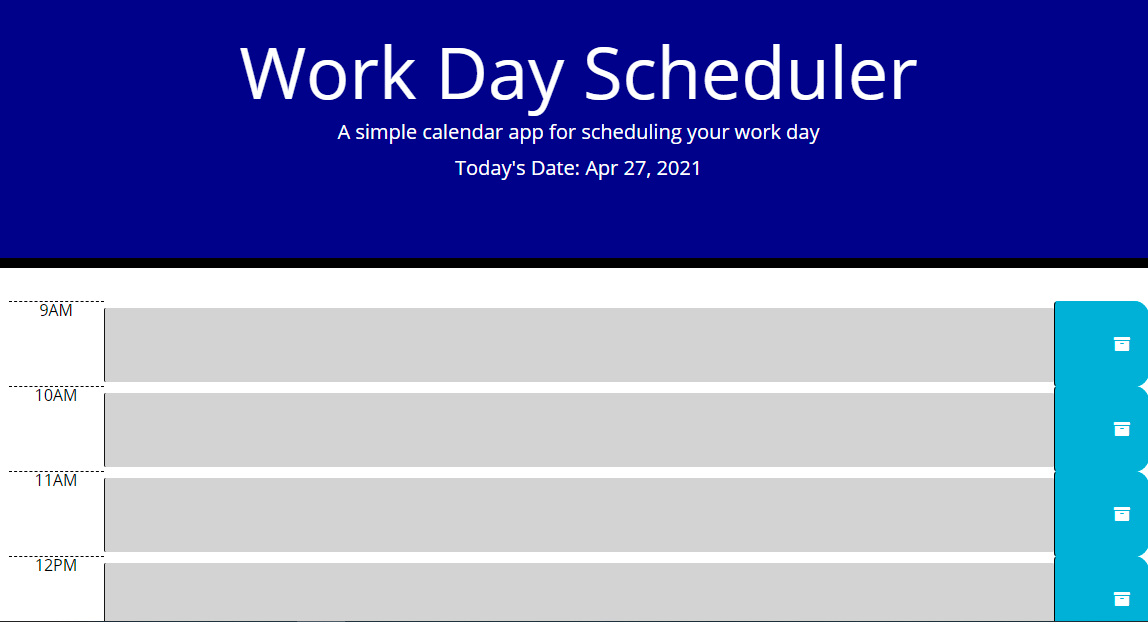 Work Day Scheduler
A simple calendar app for scheduling your work day
Today's Date: Apr 27, 2021
9AM
10AM
11AM
12PM